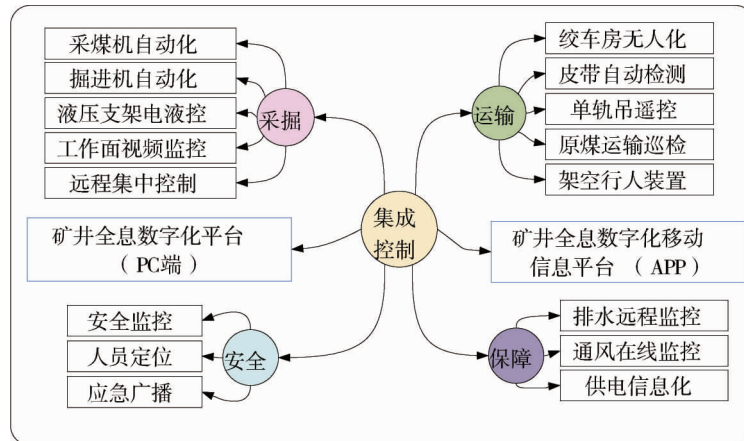 采煤机自动化
掘进机自动化
液压支架电液控
工作面视频监控
远程集中控制
采掘
绞车房无人化
皮带自动检测
单轨吊遥控
原煤运输巡检
架空行人装置
运输
集成
控制
矿井全息数字化平台
（PC端）
矿井全息数字化移动
信息平台 （APP）
安全监控
人员定位
应急广播
安全
排水远程监控
通风在线监控
供电信息化
保障